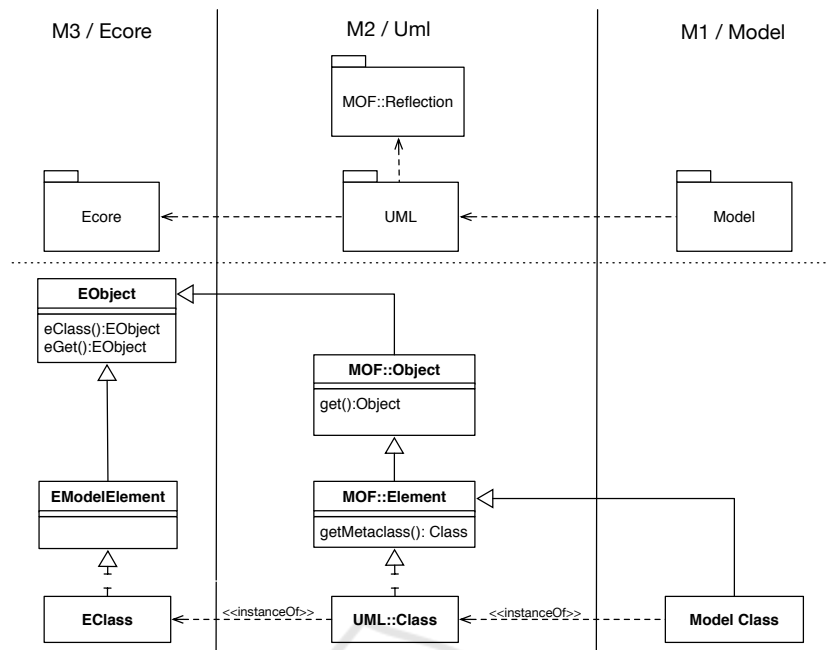 M3 / Ecore
M2 / Uml
M1 / Model
MOF::Reflection
Ecore
UML
Model
EObject
eClass():EObject
eGet():EObject
MOF::Object
get():Object
EModelElement
MOF::Element
getMetaclass(): Class
EClass
<<instanceOf>>
UML::Class
<<instanceOf>>
Model Class